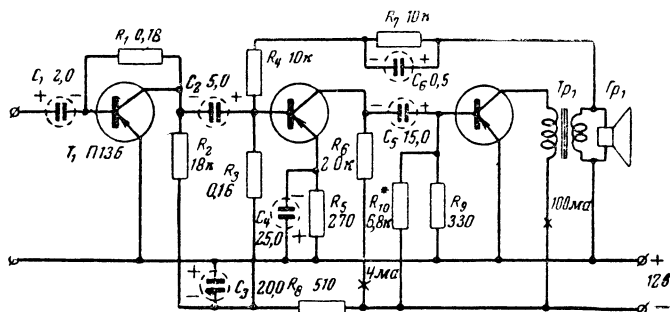 R₇ 10к
R₁ 0,18
C₁ 2,0
C₂ 5,0
R₄ 10к
C₆ 0,5
Тр₁
Гр₁
C₅ 15,0
Т₁ П13Б
R₂
18к
R₃
0,16
R₆
2,0к
C₄
25,0
R₅
270
R₁₀*
6,8к
R₉
330
100ма
C₃ 20,0
R₈ 510
4ма
12в